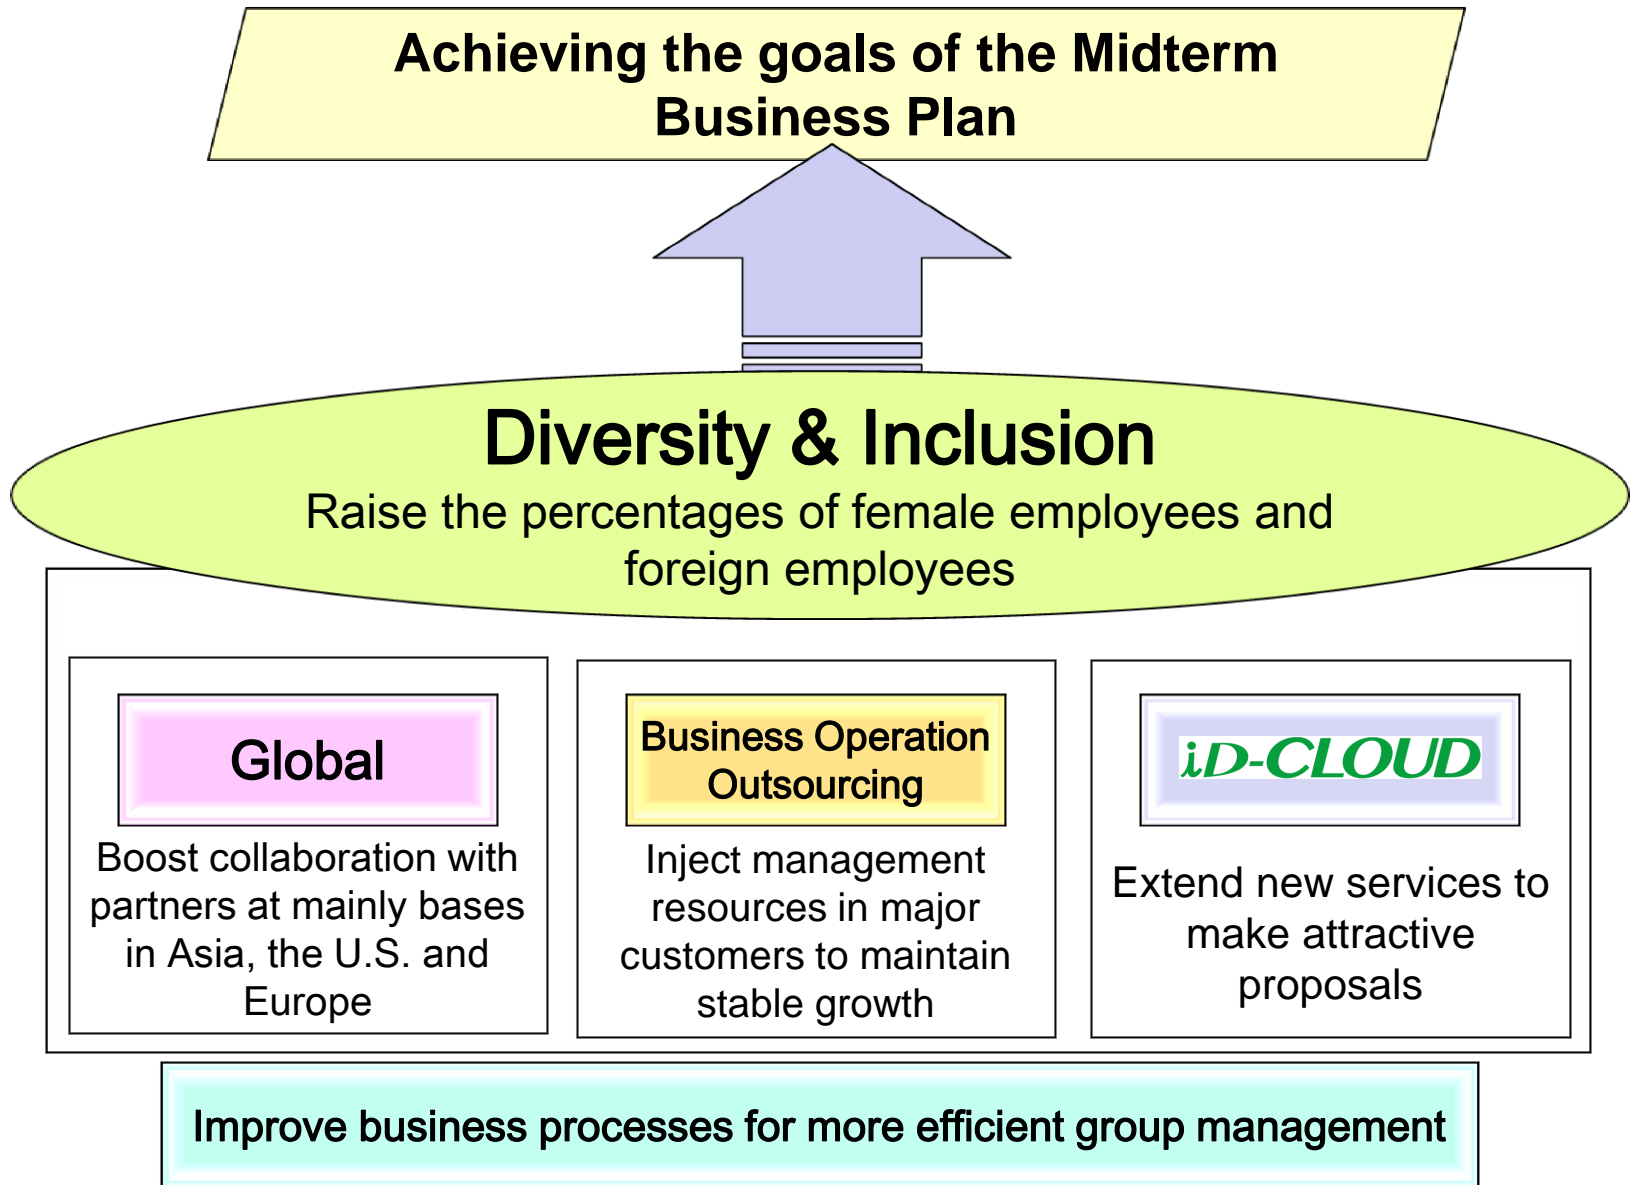 Achieving the goals of the Midterm
Business Plan
Diversity & Inclusion
Raise the percentages of female employees and
foreign employees
Global
Boost collaboration with
partners at mainly bases
in Asia, the U.S. and
Europe
Business Operation
Outsourcing
Inject management
resources in major
customers to maintain
stable growth
iD-CLOUD
Extend new services to
make attractive
proposals
Improve business processes for more efficient group management